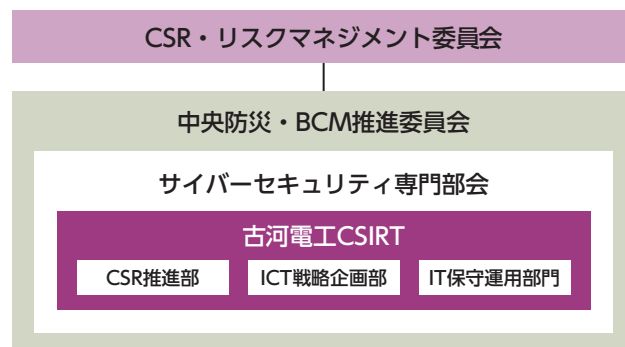 CSR・リスクマネジメント委員会
中央防災・BCM推進委員会
サイバーセキュリティ専門部会
古河電工CSIRT
CSR推進部 ICT戦略企画部 IT保守運用部門